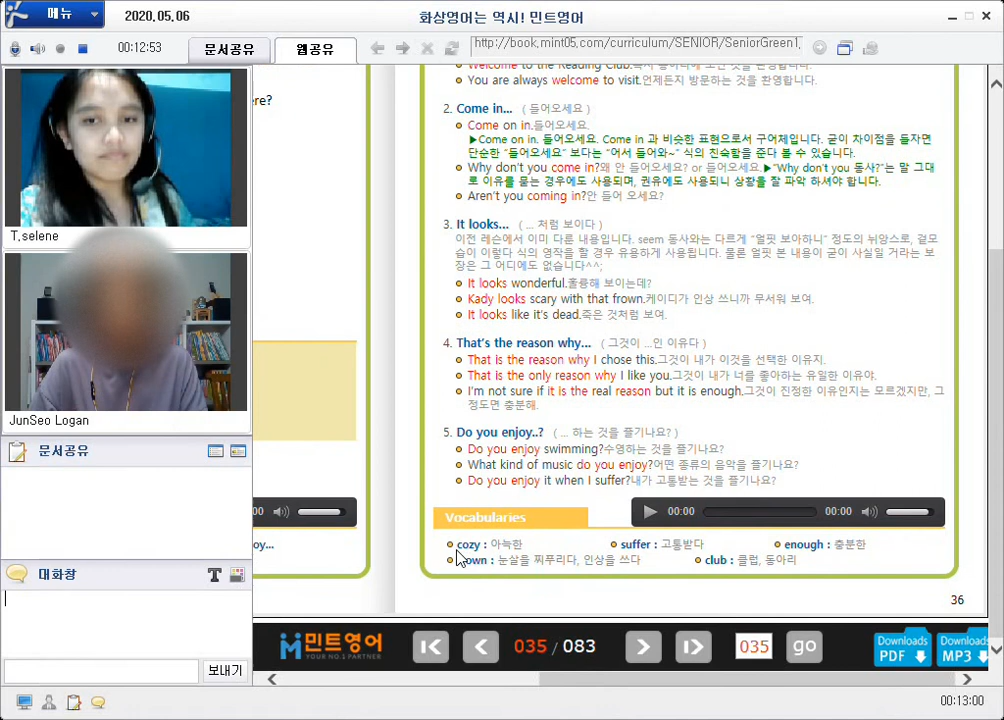 메뉴
2020.05.06
화상영어는 역시! 민트영어
00:12:53
문서공유
웹공유
http://book.mint05.com/curriculum/SENIOR/SeniorGreen1,
T.selene
JunSeo Logan
문서공유
대화창
T
보내기
ere?
00
oy...
Welcome to the Reading Club.
You are always welcome to visit.언제든지 방문하는 것을 환영합니다.
2. Come in... ( 들어오세요 )
Come on in.들어오세요.
▶Come on in. 들어오세요. Come in 과 비슷한 표현으로서 구어체입니다. 굳이 차이점을 들자면
단순한 "들어오세요" 보다는 "어서 들어와~" 식의 친숙함을 준다 볼 수 있습니다.
Why don't you come in?왜 안 들어오세요? or 들어오세요.▶"Why don't you 동사?"는 말 그대
로 이유를 묻는 경우에도 사용되며, 권유에도 사용되니 상황을 잘 파악 하셔야 합니다.
Aren't you coming in?안 들어 오세요?
3. It looks... ( ... 처럼 보이다 )
이전 레슨에서 이미 다룬 내용입니다. seem 동사와는 다르게 "얼핏 보아하니" 정도의 뉘앙스로, 겉모
습이 이렇다 식의 영작을 할 경우 유용하게 사용됩니다. 물론 얼핏 본 내용이 굳이 사실일 거라는 보
장은 그 어디에도 없습니다^^;
It looks wonderful.훌륭해 보이는데?
Kady looks scary with that frown.케이디가 인상 쓰니까 무서워 보여.
It looks like it's dead.죽은 것처럼 보여.
4. That's the reason why... ( 그것이 ...인 이유다 )
That is the reason why I chose this.그것이 내가 이것을 선택한 이유지.
That is the only reason why I like you.그것이 내가 너를 좋아하는 유일한 이유야.
I'm not sure if it is the real reason but it is enough.그것이 진정한 이유인지는 모르겠지만, 그
정도면 충분해.
5. Do you enjoy..? ( ... 하는 것을 즐기나요? )
Do you enjoy swimming?수영하는 것을 즐기나요?
What kind of music do you enjoy?어떤 종류의 음악을 즐기나요?
Do you enjoy it when I suffer?내가 고통받는 것을 즐기나요?
Vocabularies
00:00 00:00
cozy : 아늑한 suffer : 고통받다 enough : 충분한
own : 눈살을 찌푸리다, 인상을 쓰다 club : 클럽, 동아리
36
민트영어
YOUR NO.1 PARTNER
035 / 083
035
go
Downloads
PDF
Downloads
MP3
00:13:00